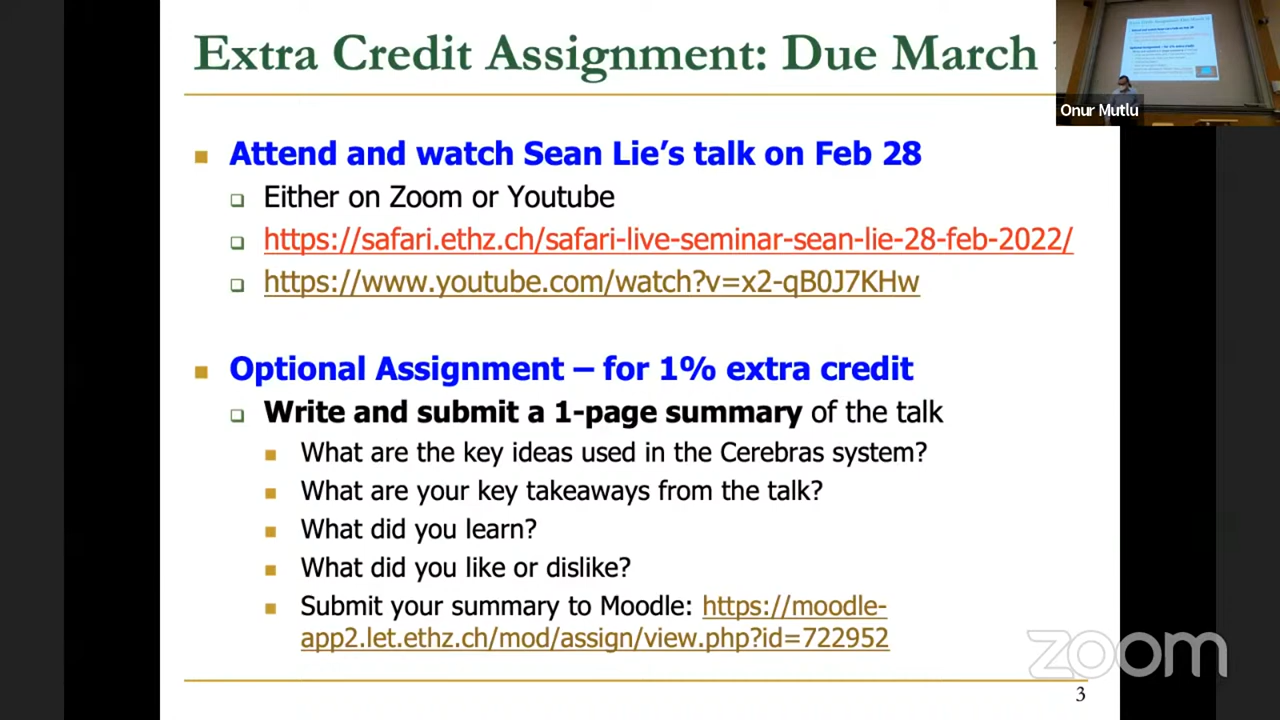 Extra Credit Assignment: Due March
Onur Mutlu
Attend and watch Sean Lie's talk on Feb 28
Either on Zoom or Youtube
https://safari.ethz.ch/safari-live-seminar-sean-lie-28-feb-2022/
https://www.youtube.com/watch?v=x2-qB0J7KHw
Optional Assignment – for 1% extra credit
Write and submit a 1-page summary of the talk
What are the key ideas used in the Cerebras system?
What are your key takeaways from the talk?
What did you learn?
What did you like or dislike?
Submit your summary to Moodle: https://moodle-
app2.let.ethz.ch/mod/assign/view.php?id=722952
zoom
3